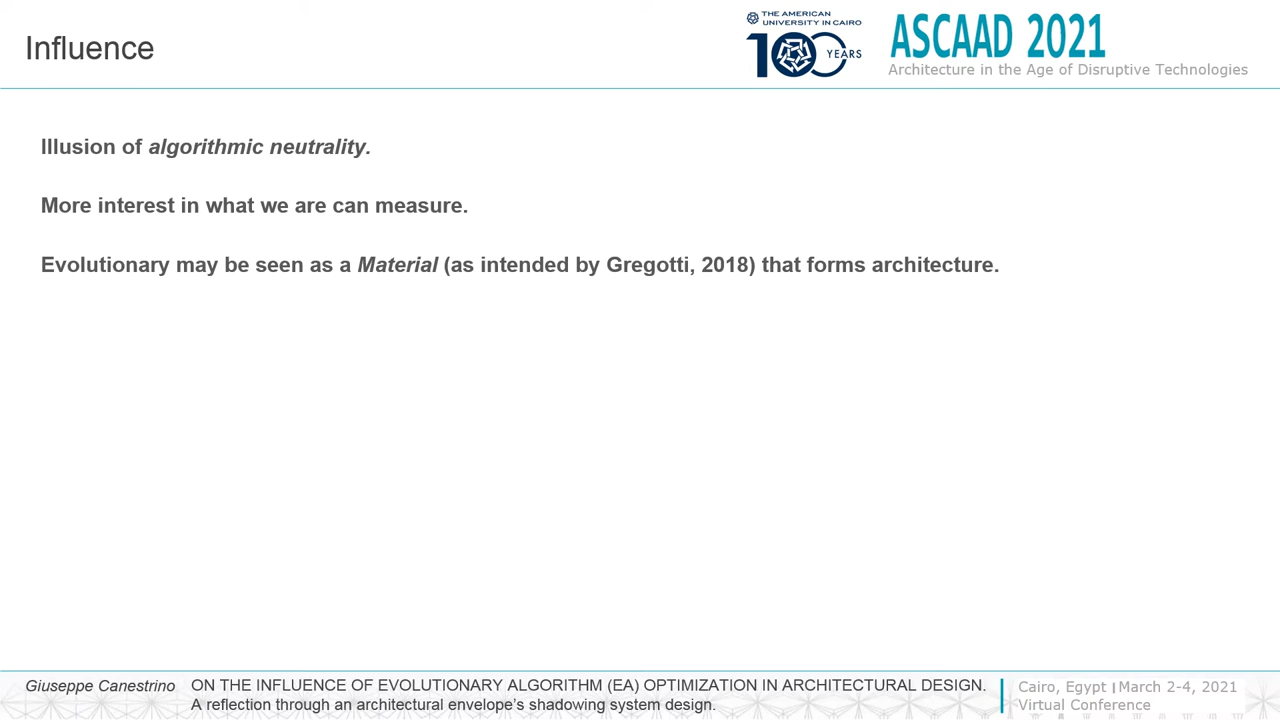 Influence
THE AMERICAN
UNIVERSITY IN CAIRO
100 YEARS
ASCAAD 2021
Architecture in the Age of Disruptive Technologies
Illusion of algorithmic neutrality.
More interest in what we are can measure.
Evolutionary may be seen as a Material (as intended by Gregotti, 2018) that forms architecture.
Giuseppe Canestrino
ON THE INFLUENCE OF EVOLUTIONARY ALGORITHM (EA) OPTIMIZATION IN ARCHITECTURAL DESIGN.
A reflection through an architectural envelope's shadowing system design.
Cairo, Egypt | March 2-4, 2021
Virtual Conference